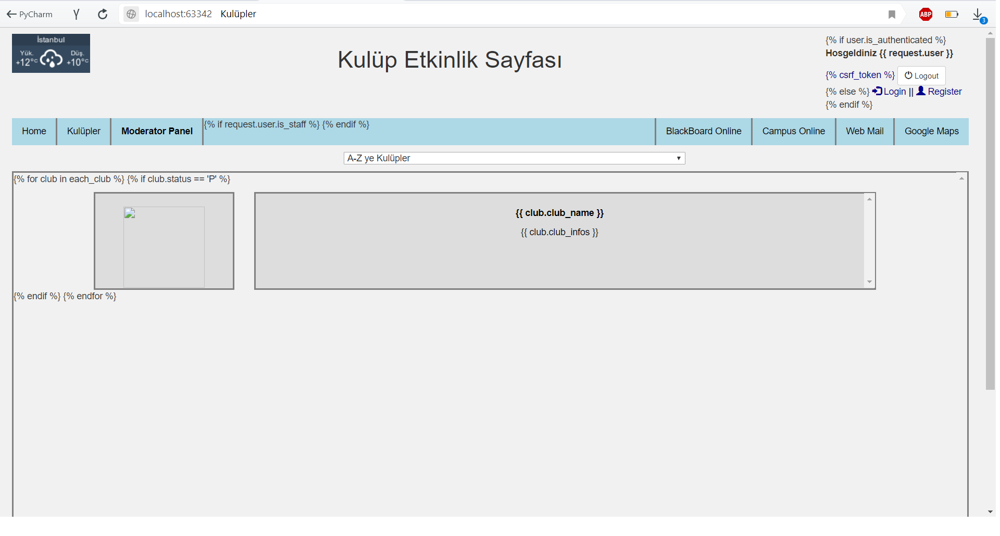 PyCharm
localhost:63342 Kulüpler
ABP
3
İstanbul
Yük. Düş.
+12°C +10°C
Kulüp Etkinlik Sayfası
{% if user.is_authenticated %}
Hosgeldiniz {{ request.user }}
{% csrf_token %} Logout
{% else %} Login || Register
{% endif %}
Home Kulüpler Moderator Panel {% if request.user.is_staff %} {% endif %} BlackBoard Online Campus Online Web Mail Google Maps
A-Z ye Kulüpler
{% for club in each_club %} {% if club.status == 'P' %}
{{ club.club_name }}
{{ club.club_infos }}
{% endif %} {% endfor %}